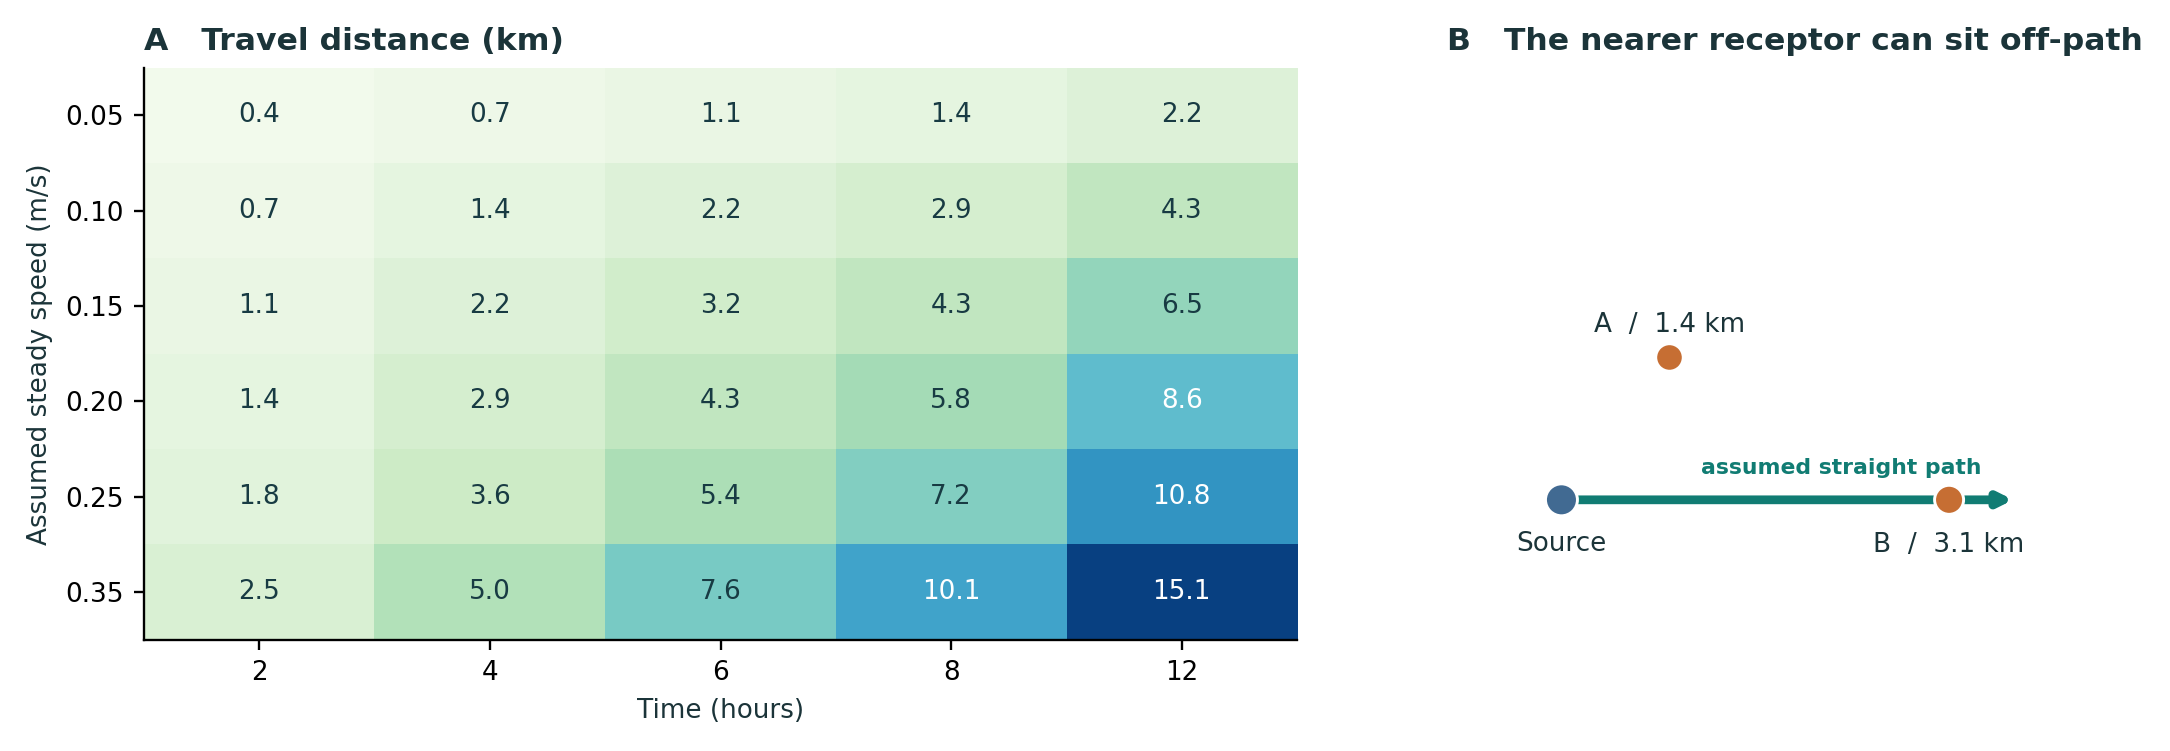 A Travel distance (km)
Assumed steady speed (m/s)
0.05 0.4 0.7 1.1 1.4 2.2
0.10 0.7 1.4 2.2 2.9 4.3
0.15 1.1 2.2 3.2 4.3 6.5
0.20 1.4 2.9 4.3 5.8 8.6
0.25 1.8 3.6 5.4 7.2 10.8
0.35 2.5 5.0 7.6 10.1 15.1
2 4 6 8 12
Time (hours)
B The nearer receptor can sit off-path
A / 1.4 km
assumed straight path
Source
B / 3.1 km